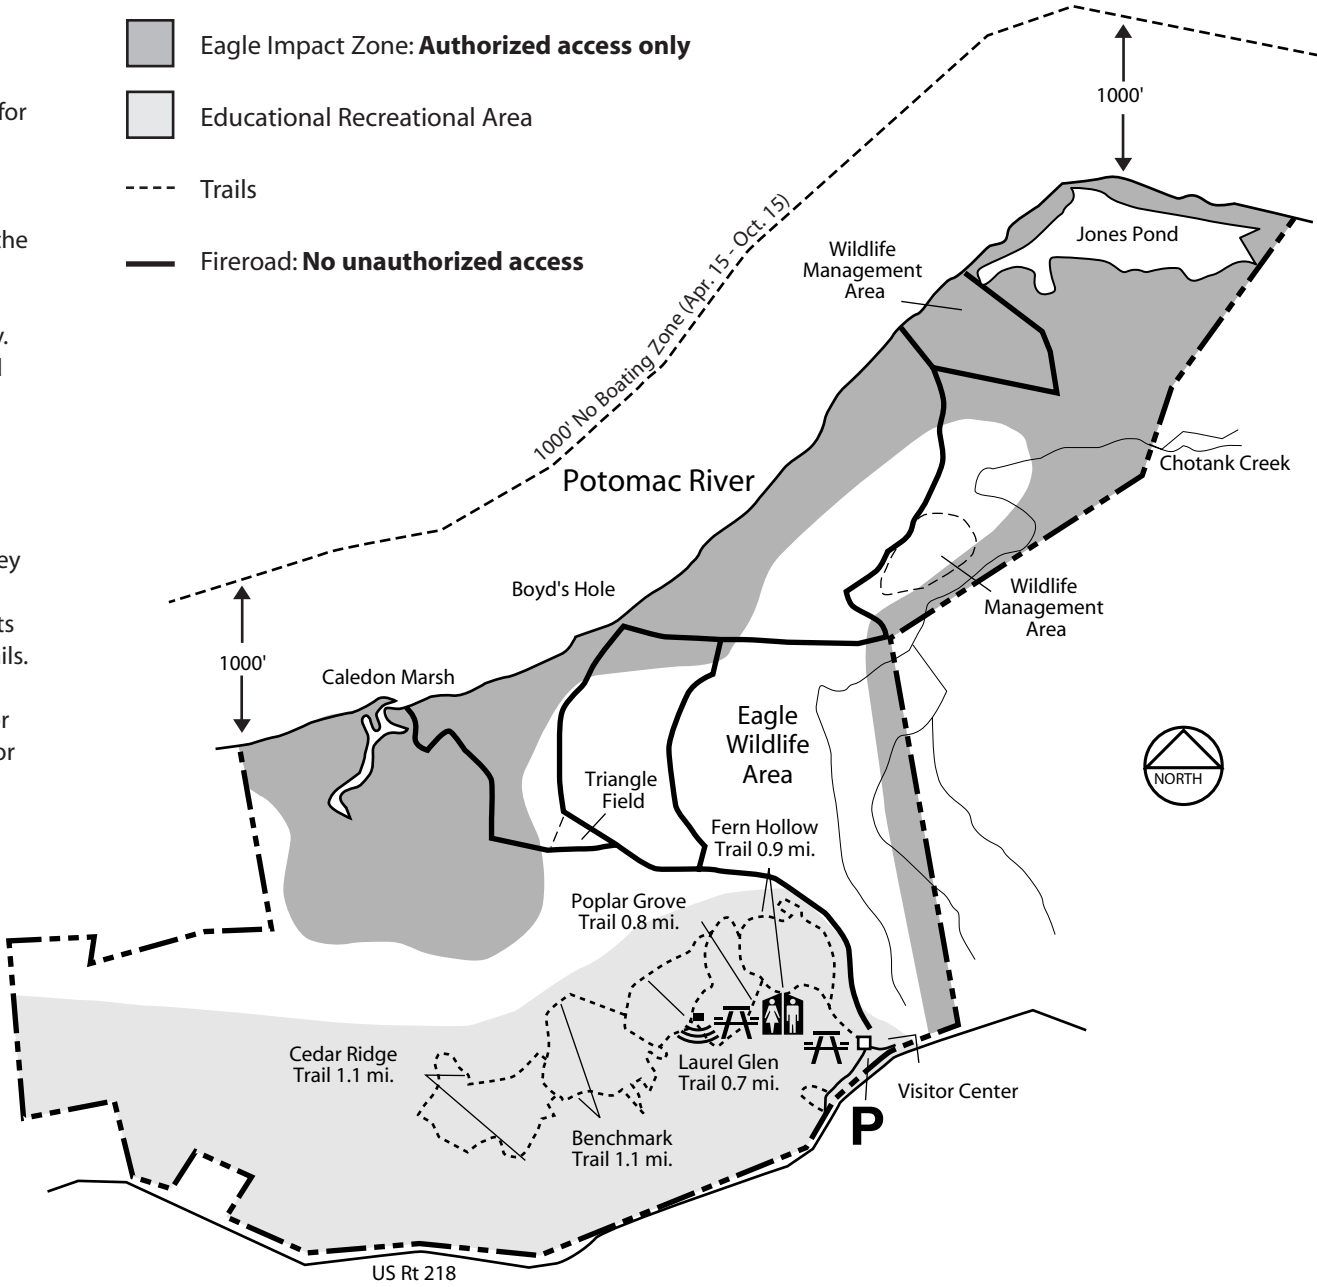 Eagle Impact Zone: Authorized access only
Educational Recreational Area
Trails
Fireroad: No unauthorized access
for
the
y.
l
ey
ts
ils.
or
or
1000'
Jones Pond
Wildlife
Management
Area
1000' No Boating Zone (Apr. 15 - Oct. 15)
Chotank Creek
Potomac River
Boyd's Hole
Wildlife
Management
Area
1000'
Caledon Marsh
Eagle
Wildlife
Area
NORTH
Triangle
Field
Fern Hollow
Trail 0.9 mi.
Poplar Grove
Trail 0.8 mi.
Cedar Ridge
Trail 1.1 mi.
Laurel Glen
Trail 0.7 mi.
Visitor Center
P
Benchmark
Trail 1.1 mi.
US Rt 218